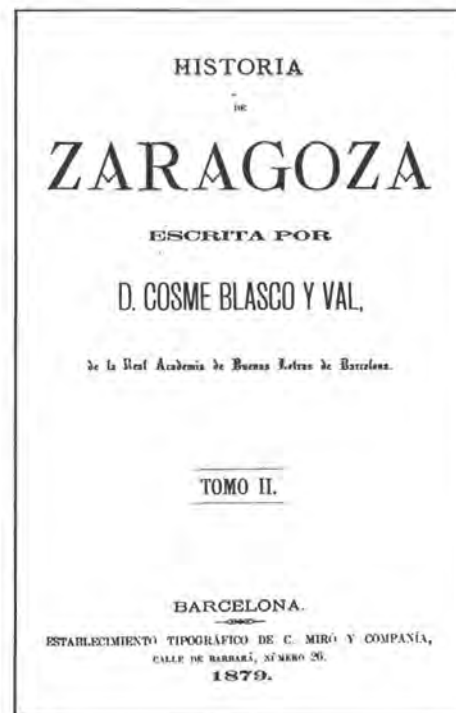 HISTORIA
DE
ZARAGOZA
ESCRITA POR
D. COSME BLASCO Y VAL,
de la Real Academia de Buenas Letras de Barcelona.
TOMO II.
BARCELONA.
ESTABLECIMIENTO TIPOGRÁFICO DE C. MIRÓ Y COMPAÑÍA,
CALLE DE BARBARÁ, NÚMERO 26.
1879.